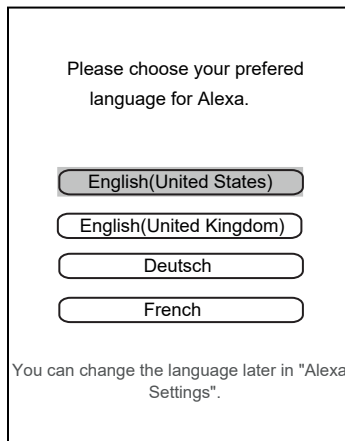 Please choose your prefered
language for Alexa.
English(United States)
English(United Kingdom)
Deutsch
French
You can change the language later in "Alexa
Settings".